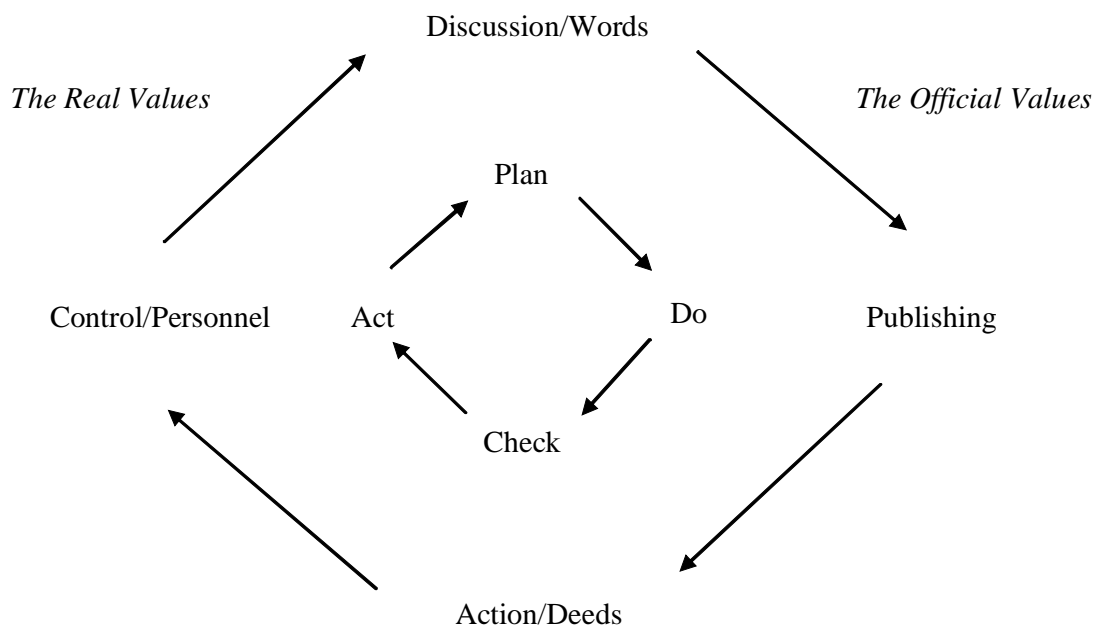 Discussion/Words
The Real Values
The Official Values
Plan
Control/Personnel
Act
Do
Publishing
Check
Action/Deeds